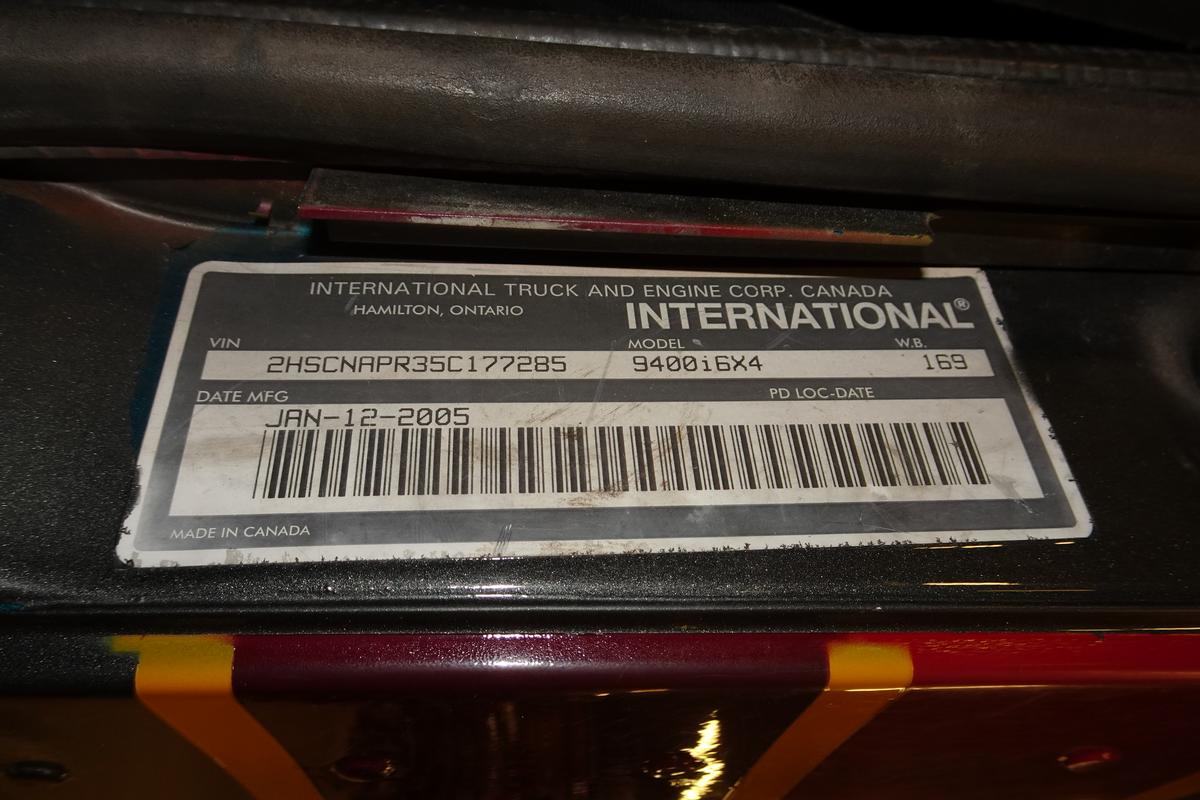 INTERNATIONAL TRUCK AND ENGINE CORP. CANADA
HAMILTON, ONTARIO
INTERNATIONAL®
VIN MODEL W.B.
2HSCNAPR35C177285 9400i6X4 169
DATE MFG PD LOC-DATE
JAN-12-2005
MADE IN CANADA